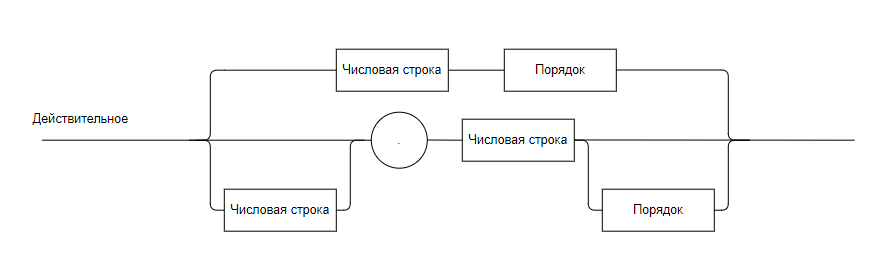 Числовая строка
Порядок
Действительное
.
Числовая строка
Числовая строка
Порядок